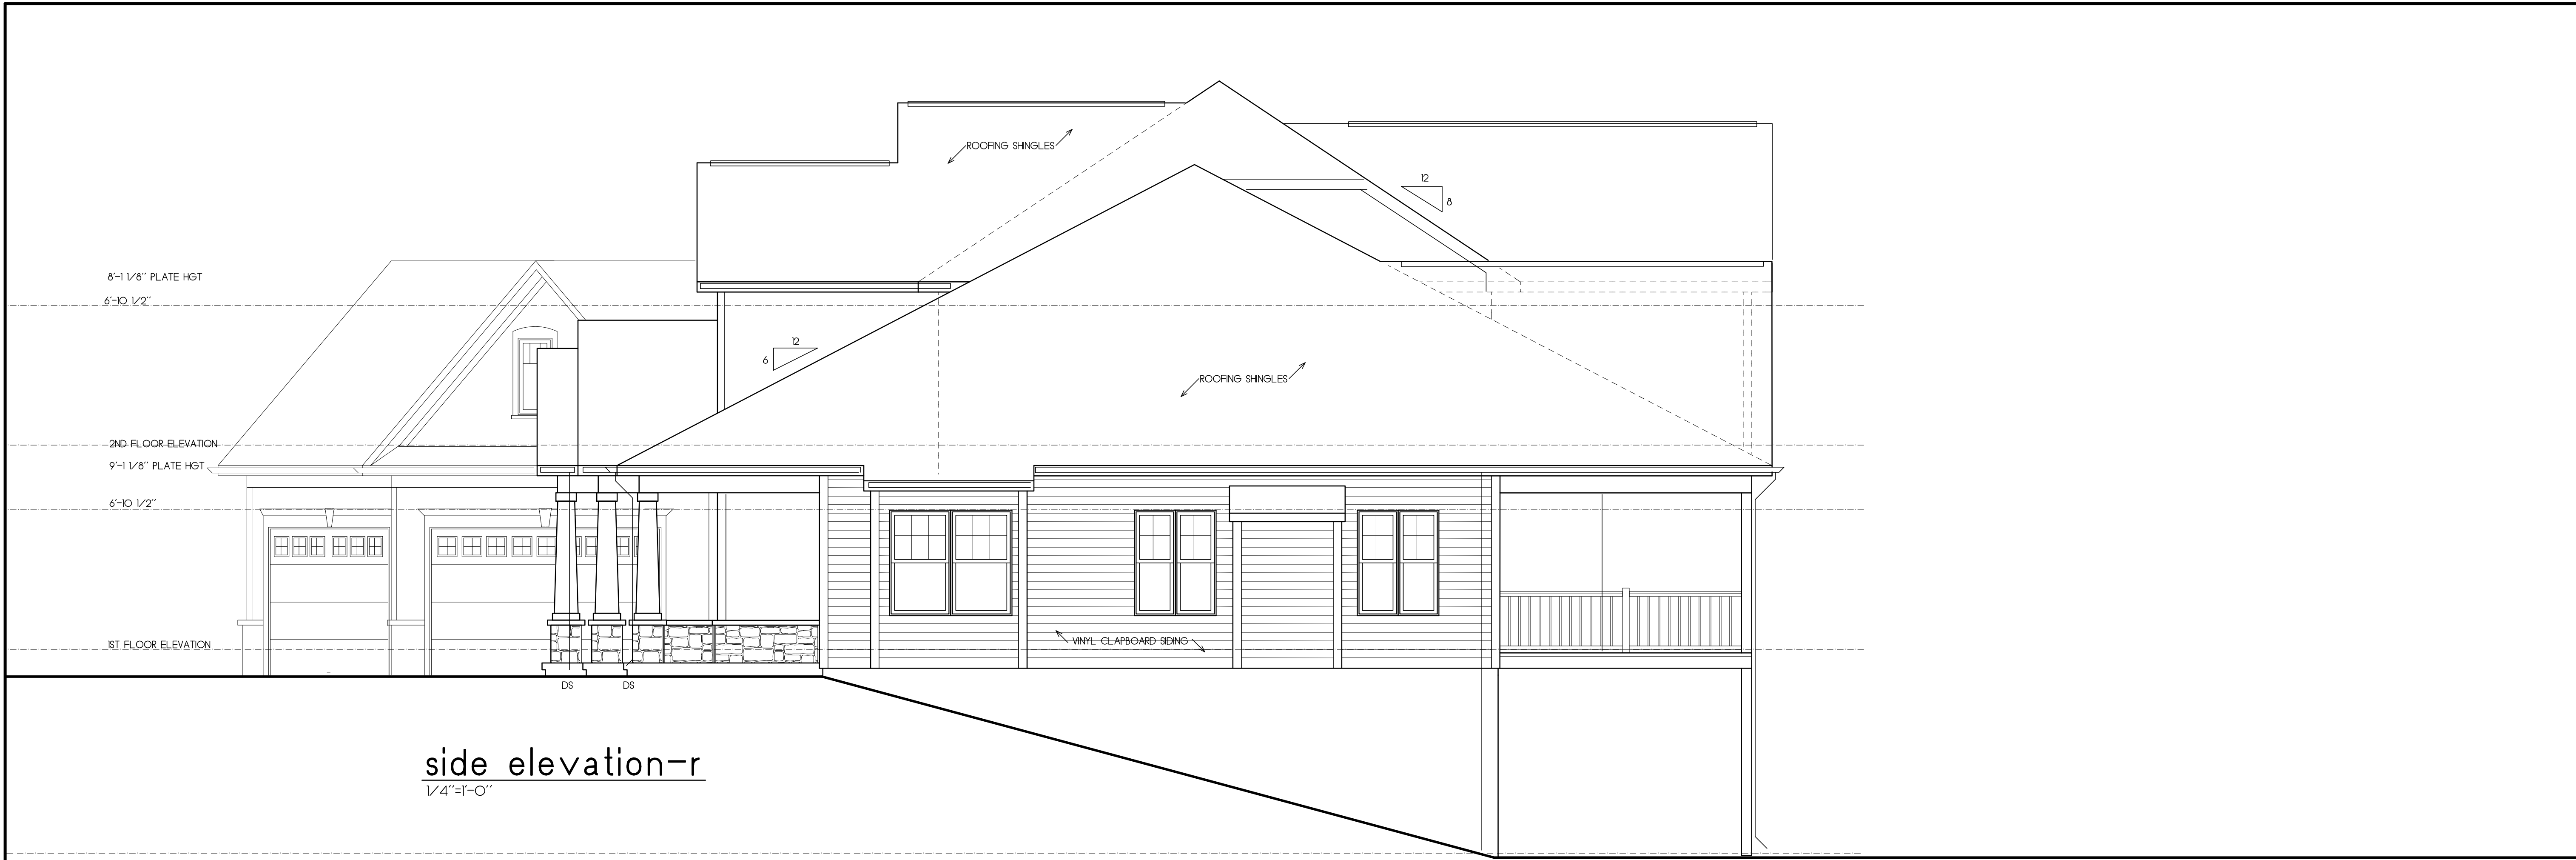 ROOFING SHINGLES
12
8
8'-1 1/8'' PLATE HGT
6'-10 1/2''
12
6
ROOFING SHINGLES
2ND FLOOR ELEVATION
9'-1 1/8'' PLATE HGT
6'-10 1/2''
1ST FLOOR ELEVATION
VINYL CLAPBOARD SIDING
DS
DS
side elevation-r
1/4''=1'-0''